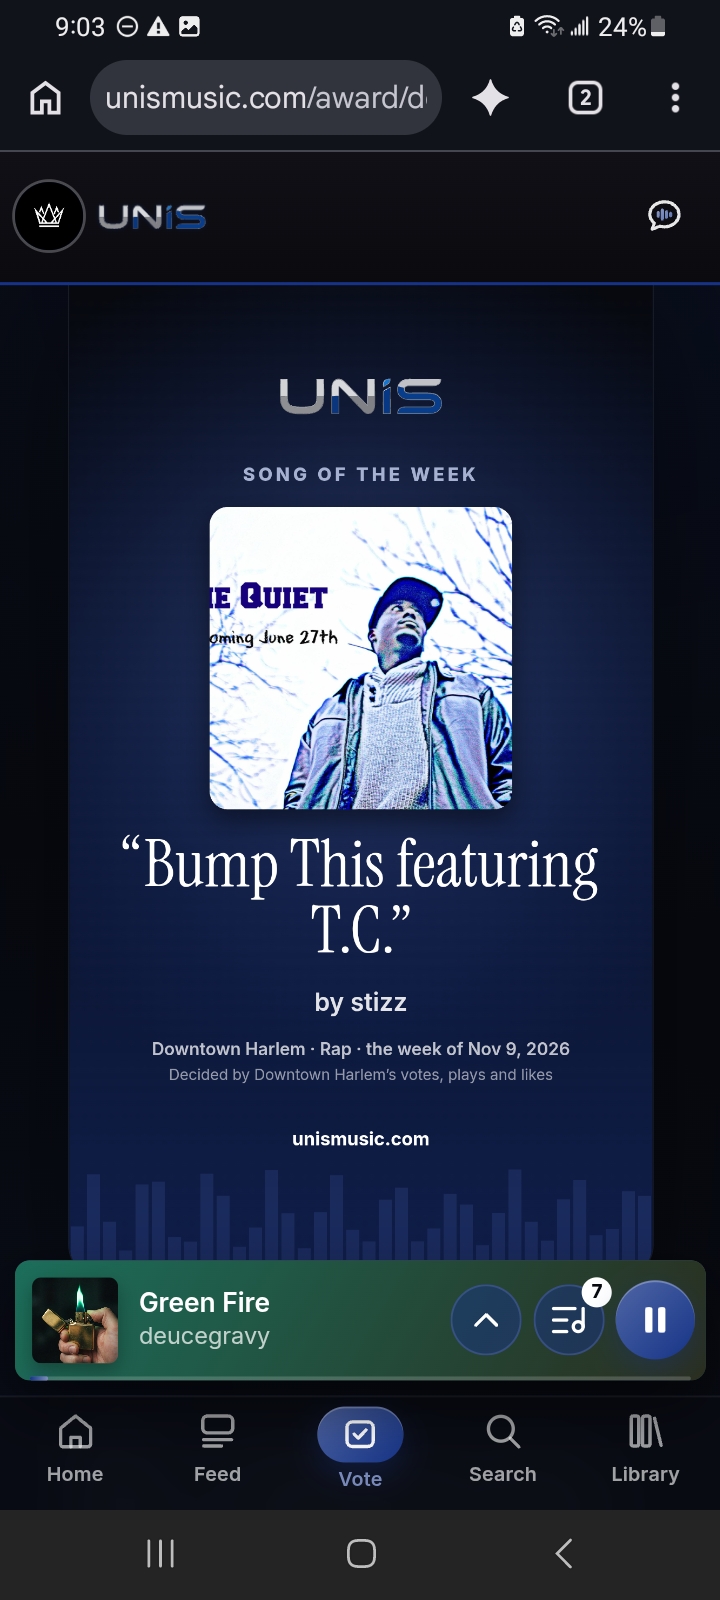 9:03
24%
unismusic.com/award/d
2
UNiS
UNiS
SONG OF THE WEEK
QUIET
oming June 27th
“Bump This featuring
T.C.”
by stizz
Downtown Harlem · Rap · the week of Nov 9, 2026
Decided by Downtown Harlem’s votes, plays and likes
unismusic.com
Green Fire
deucegravy
7
Home
Feed
Vote
Search
Library